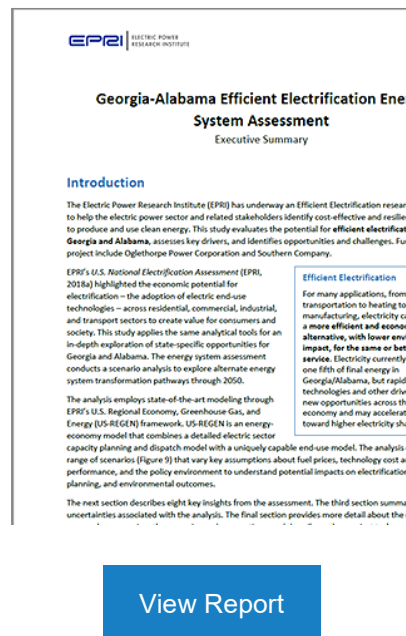 EPRI
ELECTRIC POWER
RESEARCH INSTITUTE
Georgia-Alabama Efficient Electrification Ene
System Assessment
Executive Summary
Introduction
The Electric Power Research Institute (EPRI) has underway an Efficient Electrification resear
to help the electric power sector and related stakeholders identify cost-effective and resilie
to produce and use clean energy. This study evaluates the potential for efficient electrificat
Georgia and Alabama, assesses key drivers, and identifies opportunities and challenges. Fu
project include Oglethorpe Power Corporation and Southern Company.
EPRI's U.S. National Electrification Assessment (EPRI,
2018a) highlighted the economic potential for
electrification – the adoption of electric end-use
technologies – across residential, commercial, industrial,
and transport sectors to create value for consumers and
society. This study applies the same analytical tools for an
in-depth exploration of state-specific opportunities for
Georgia and Alabama. The energy system assessment
conducts a scenario analysis to explore alternate energy
system transformation pathways through 2050.
The analysis employs state-of-the-art modeling through
EPRI's U.S. Regional Economy, Greenhouse Gas, and
Energy (US-REGEN) framework. US-REGEN is an energy-
economy model that combines a detailed electric sector
Efficient Electrification
For many applications, from
transportation to heating to
manufacturing, electricity ca
a more efficient and econom
alternative, with lower envi
impact, for the same or bet
service. Electricity currently
one fifth of final energy in
Georgia/Alabama, but rapid
technologies and other driv
new opportunities across th
economy and may accelerat
toward higher electricity sha
capacity planning and dispatch model with a uniquely capable end-use model. The analysis
range of scenarios (Figure 9) that vary key assumptions about fuel prices, technology cost a
performance, and the policy environment to understand potential impacts on electrification
planning, and environmental outcomes.
The next section describes eight key insights from the assessment. The third section summa
uncertainties associated with the analysis. The final section provides more detail about the
View Report